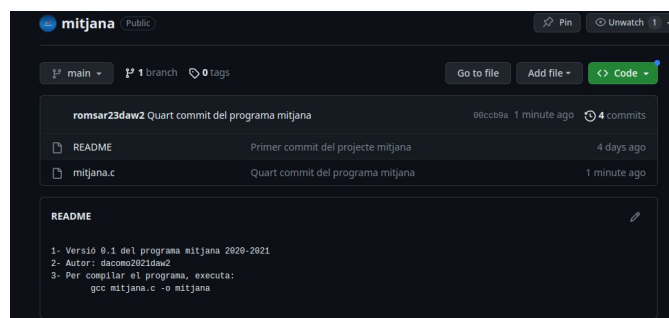 mitjana Public Pin Unwatch 1
main 1 branch 0 tags Go to file Add file <> Code
romsar23daw2 Quart commit del programa mitjana 00ccb9a 1 minute ago 4 commits
README Primer commit del projecte mitjana 4 days ago
mitjana.c Quart commit del programa mitjana 1 minute ago
README
1- Versió 0.1 del programa mitjana 2020-2021
2- Autor: dacomo2021daw2
3- Per compilar el programa, executa:
gcc mitjana.c -o mitjana